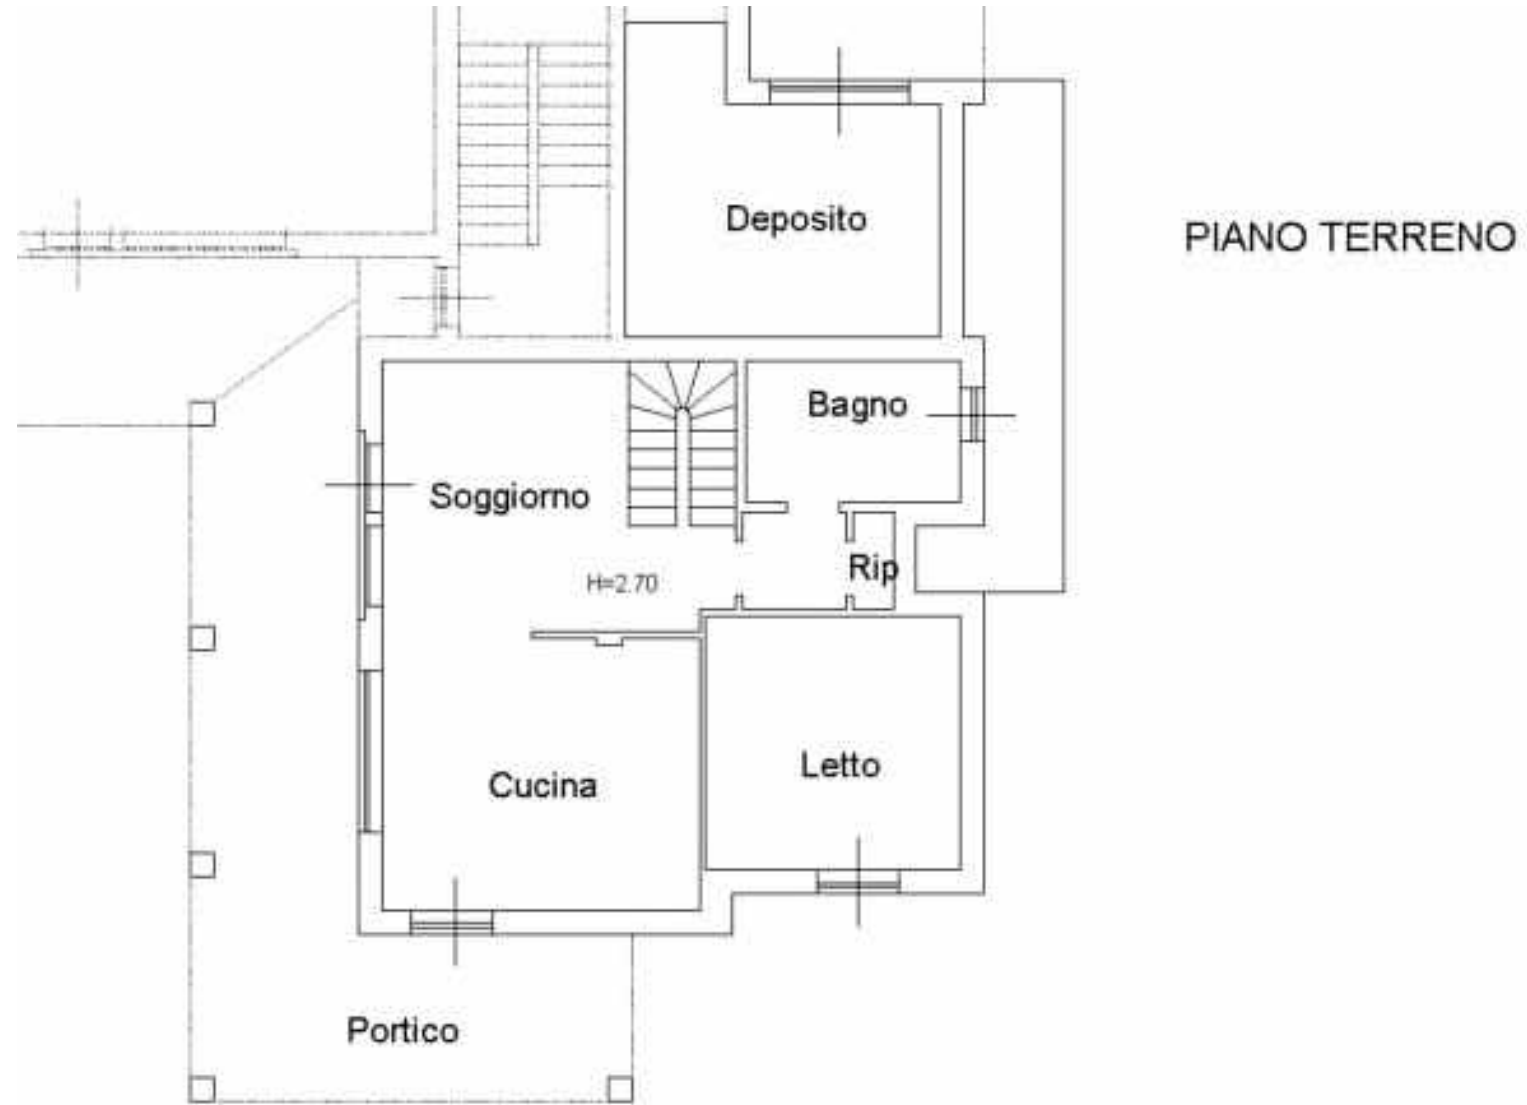 Deposito
PIANO TERRENO
Bagno
Soggiorno
Rip
H=2.70
Letto
Cucina
Portico